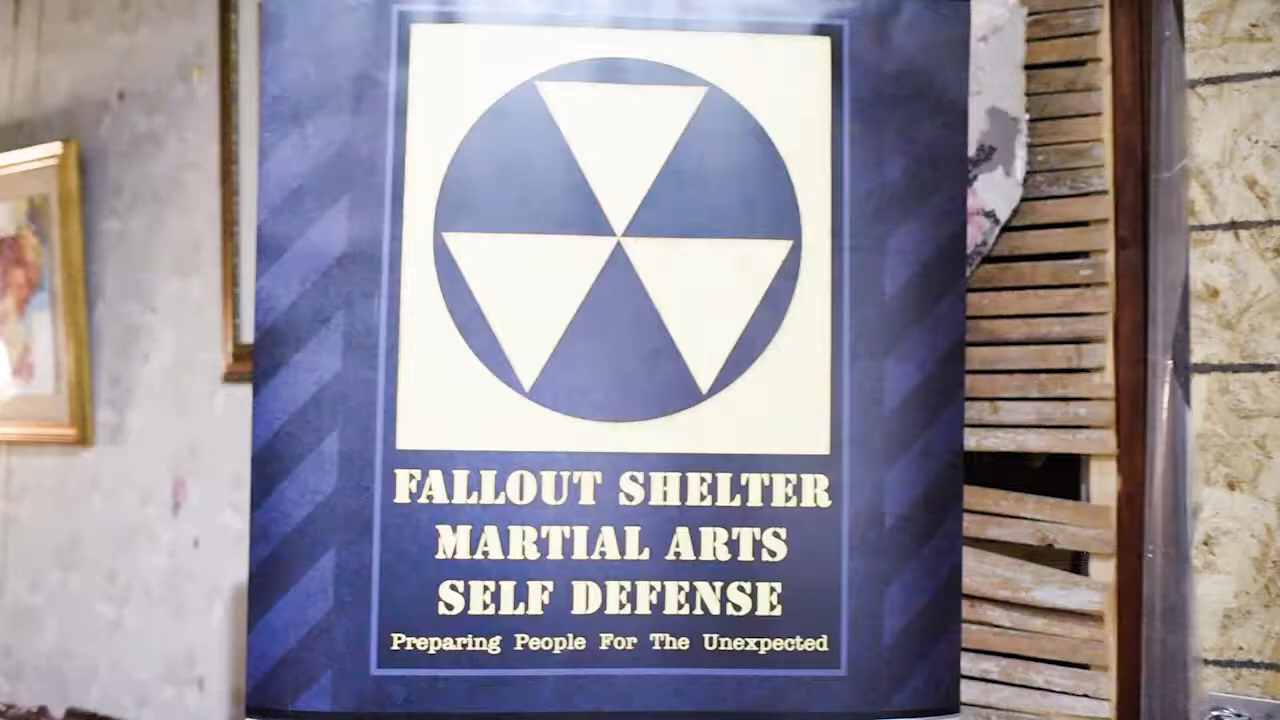 FALLOUT SHELTER
MARTIAL ARTS
SELF DEFENSE
Preparing People For The Unexpected